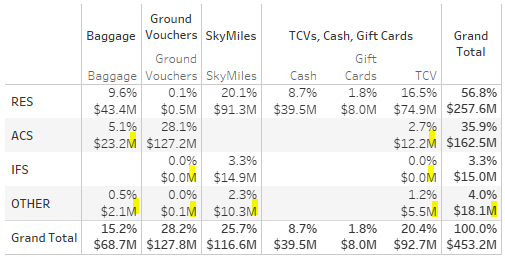 Baggage Ground Vouchers SkyMiles TCVs, Cash, Gift Cards Grand Total
Baggage Ground Vouchers SkyMiles Cash Gift Cards TCV
RES 9.6% 0.1% 20.1% 8.7% 1.8% 16.5% 56.8%
$43.4M $0.5M $91.3M $39.5M $8.0M $74.9M $257.6M
ACS 5.1% 28.1% 2.7% 35.9%
$23.2M $127.2M $12.2M $162.5M
IFS 0.0% 3.3% 0.0% 3.3%
$0.0M $14.9M $0.0M $15.0M
OTHER 0.5% 0.0% 2.3% 1.2% 4.0%
$2.1M $0.1M $10.3M $5.5M $18.1M
Grand Total 15.2% 28.2% 25.7% 8.7% 1.8% 20.4% 100.0%
$68.7M $127.8M $116.6M $39.5M $8.0M $92.7M $453.2M